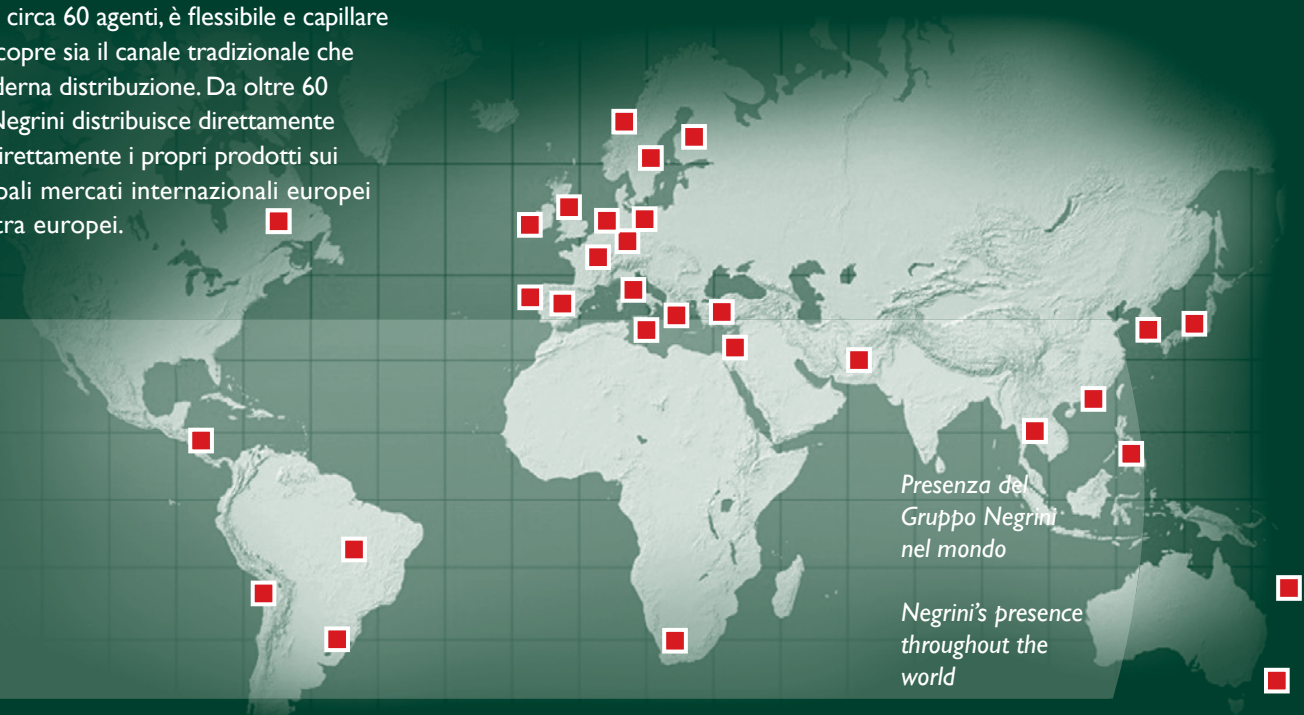 circa 60 agenti, è flessibile e capillare
copre sia il canale tradizionale che
derna distribuzione. Da oltre 60
Negrini distribuisce direttamente
direttamente i propri prodotti sui
pali mercati internazionali europei
tra europei.
Presenza del
Gruppo Negrini
nel mondo
Negrini’s presence
throughout the
world